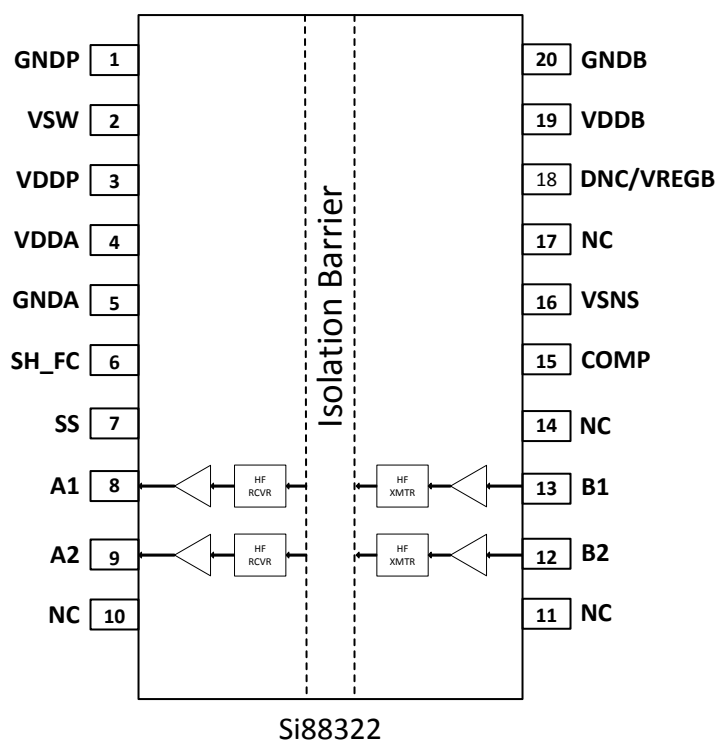 GNDP 1
VSW 2
VDDP 3
VDDA 4
GNDA 5
SH_FC 6
SS 7
A1 8
A2 9
NC 10
HF
RCVR
HF
RCVR
Isolation Barrier
HF
XMTR
HF
XMTR
20 GNDB
19 VDDB
18 DNC/VREGB
17 NC
16 VSNS
15 COMP
14 NC
13 B1
12 B2
11 NC
Si88322